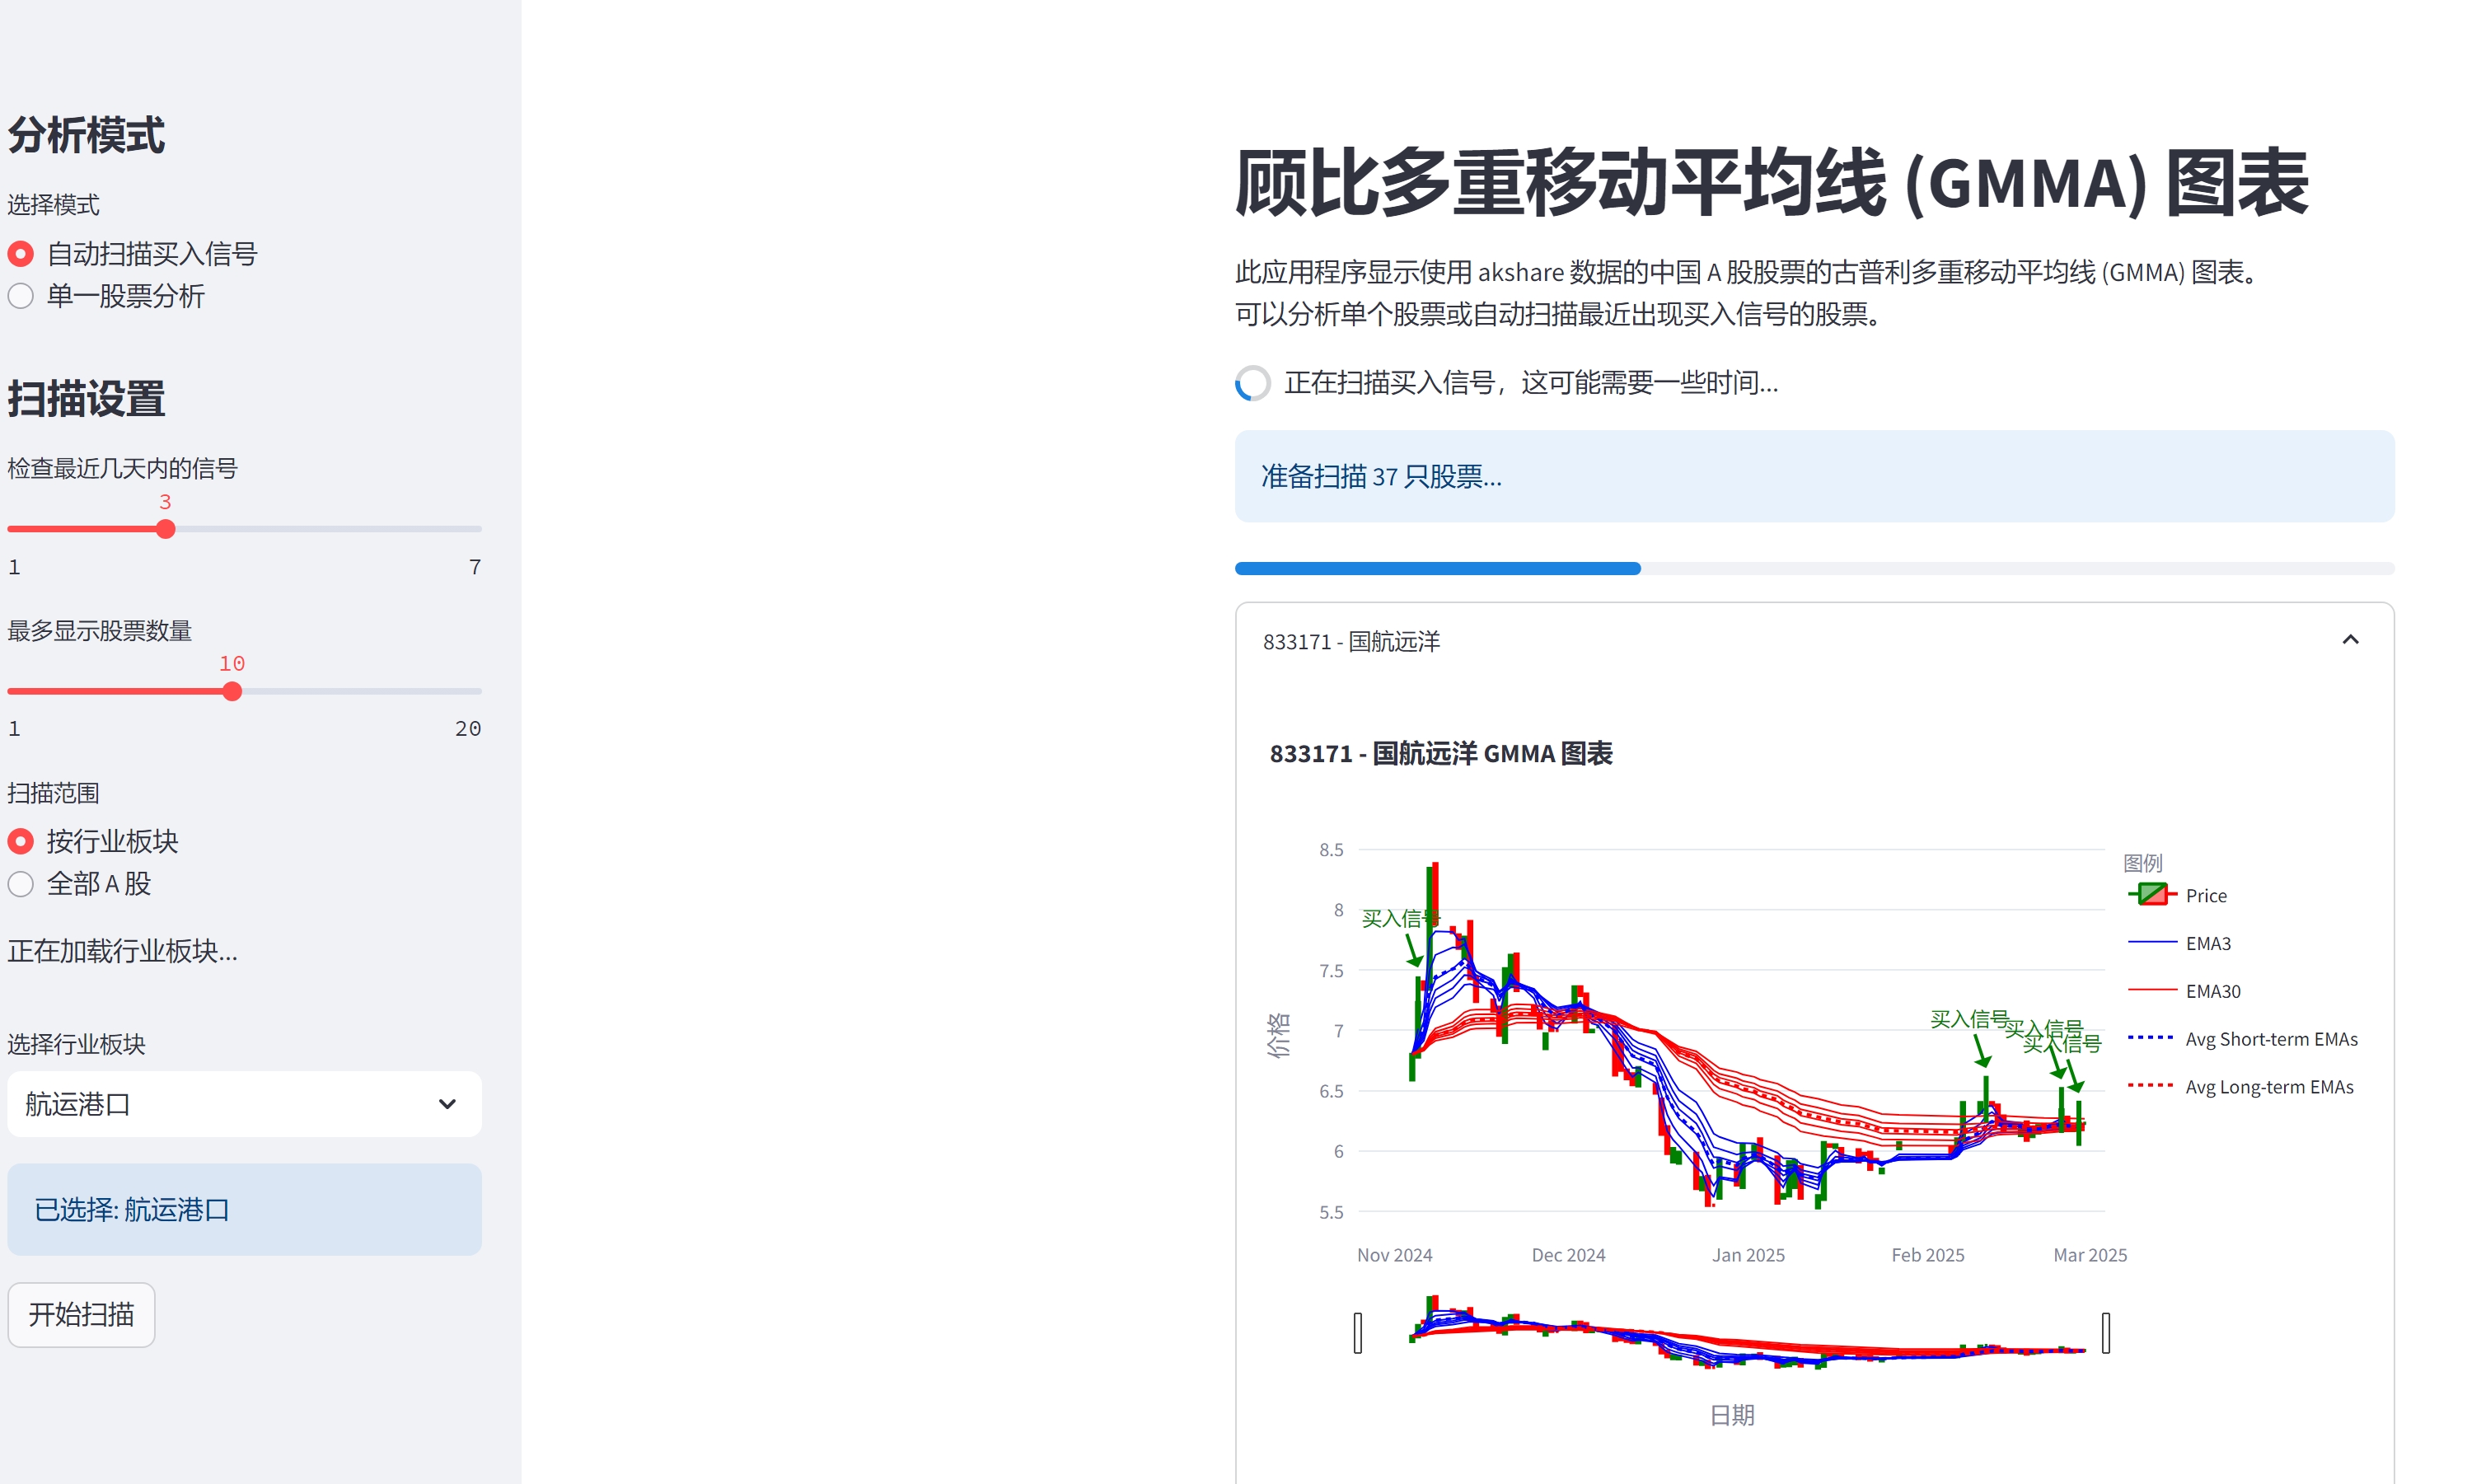 分析模式
选择模式
自动扫描买入信号
单一股票分析
扫描设置
检查最近几天内的信号
3
1
7
最多显示股票数量
10
1
20
扫描范围
按行业板块
全部 A 股
正在加载行业板块...
选择行业板块
航运港口
已选择: 航运港口
开始扫描
顾比多重移动平均线 (GMMA) 图表
此应用程序显示使用 akshare 数据的中国 A 股股票的古普利多重移动平均线 (GMMA) 图表。
可以分析单个股票或自动扫描最近出现买入信号的股票。
正在扫描买入信号，这可能需要一些时间...
准备扫描 37 只股票...
833171 - 国航远洋
833171 - 国航远洋 GMMA 图表
价格
8.5
8
7.5
7
6.5
6
5.5
买入信号
买入信号
买入信号
买入信号
Nov 2024
Dec 2024
Jan 2025
Feb 2025
Mar 2025
日期
图例
Price
EMA3
EMA30
Avg Short-term EMAs
Avg Long-term EMAs